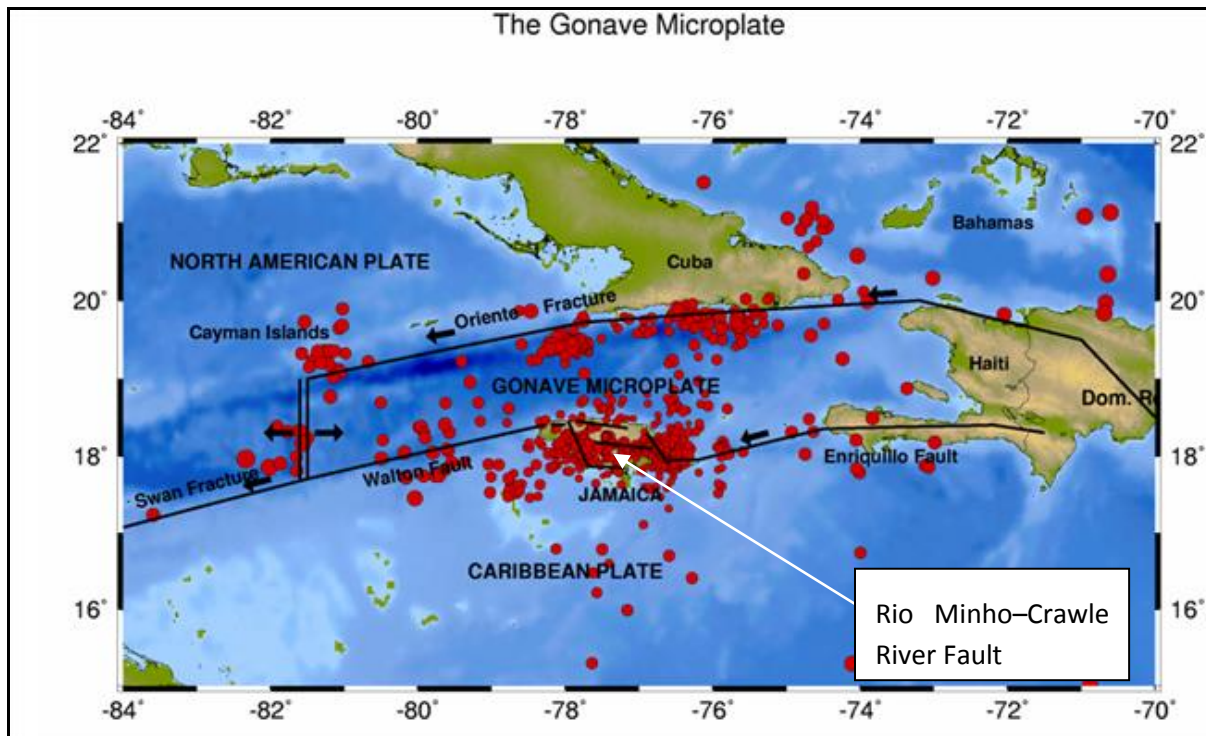 The Gonave Microplate
-84° -82° -80° -78° -76° -74° -72° -70°
22° 22°
Bahamas
NORTH AMERICAN PLATE
Cuba
20° 20°
Oriente Fracture
Cayman Islands
Haiti
GONAVE MICROPLATE
Dom. Re
18° 18°
Enriquillo Fault
Walton Fault
Swan Fracture
JAMAICA
CARIBBEAN PLATE
16° 16°
Rio Minho–Crawle
River Fault
-84° -82° -80° -78° -76° -74° -72° -70°